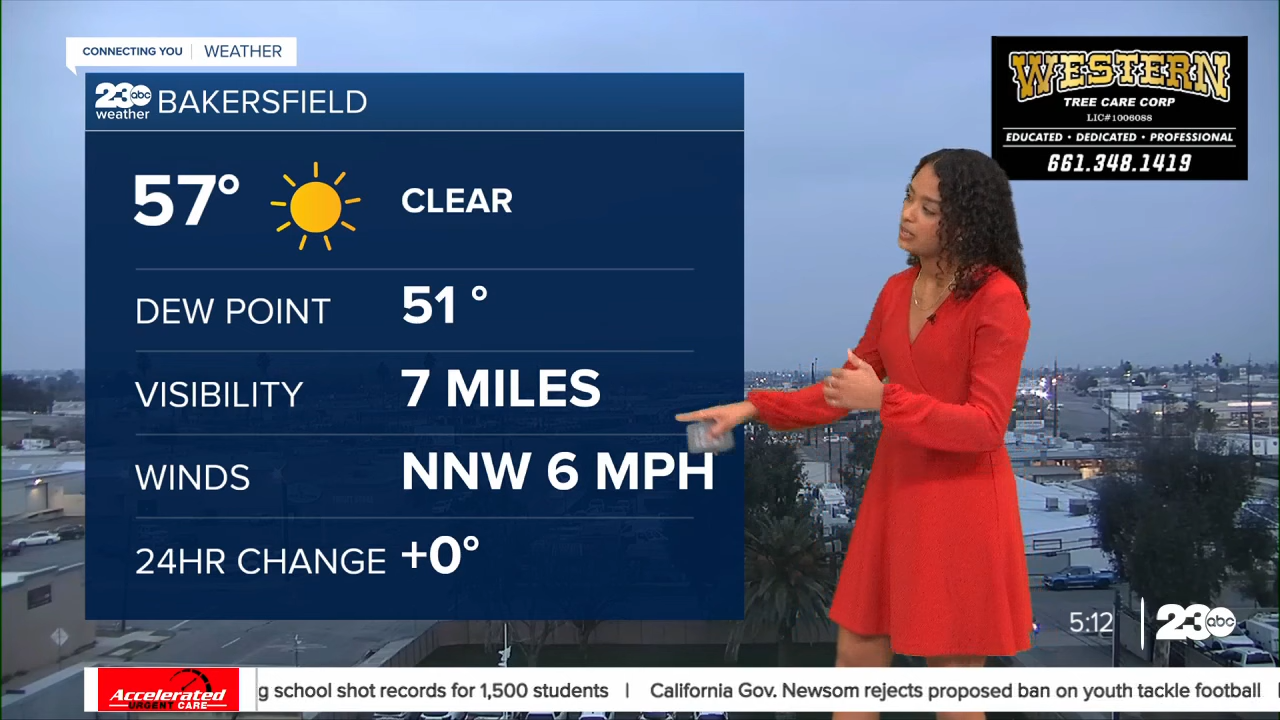 CONNECTING YOU | WEATHER
23 abc
weather
BAKERSFIELD
57° CLEAR
DEW POINT 51 °
VISIBILITY 7 MILES
WINDS NNW 6 MPH
24HR CHANGE +0°
WESTERN
TREE CARE CORP
LIC#1006088
EDUCATED • DEDICATED • PROFESSIONAL
661.348.1419
5:12 | 23 abc
Accelerated
URGENT CARE
g school shot records for 1,500 students | California Gov. Newsom rejects proposed ban on youth tackle football